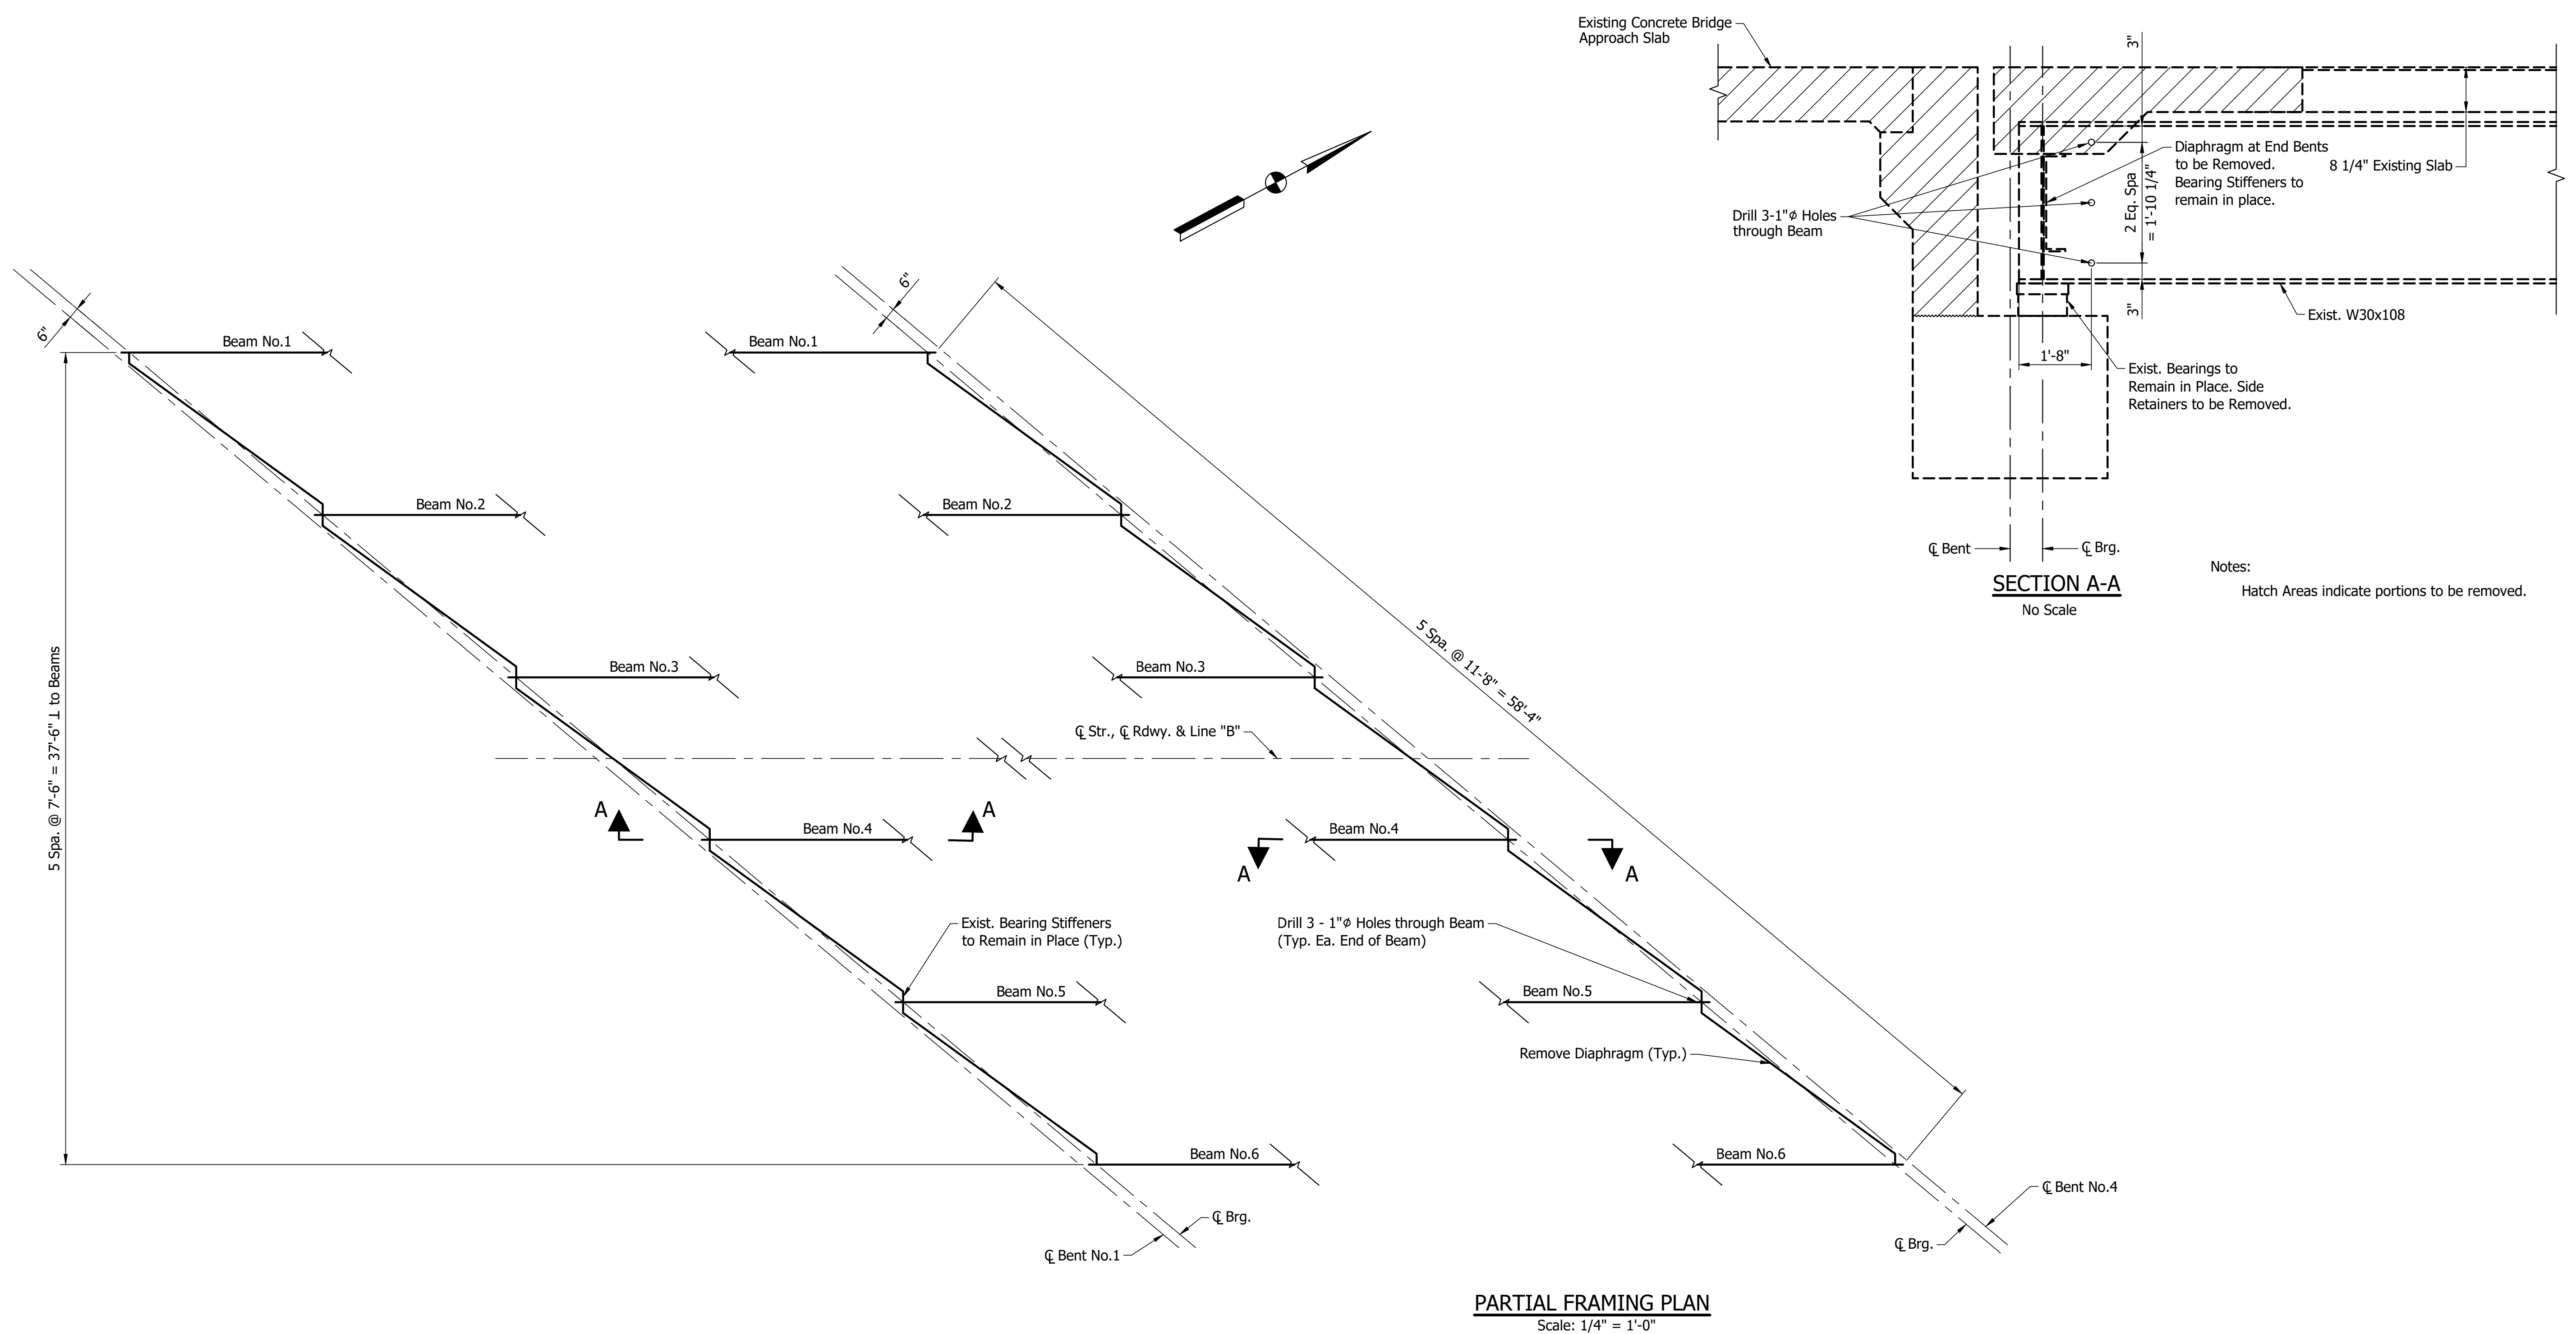 Existing Concrete Bridge
Approach Slab
3"
Diaphragm at End Bents
to be Removed.
Bearing Stiffeners to
remain in place.
8 1/4" Existing Slab
2 Eq. Spa
= 1'-10 1/4"
Drill 3-1"⌀ Holes
through Beam
3"
Exist. W30x108
1'-8"
Exist. Bearings to
Remain in Place. Side
Retainers to be Removed.
℄ Bent
℄ Brg.
SECTION A-A
No Scale
Notes:
Hatch Areas indicate portions to be removed.
6"
6"
Beam No.1
Beam No.1
Beam No.2
Beam No.2
Beam No.3
Beam No.3
5 Spa. @ 11-'8" = 58'-4"
5 Spa. @ 7'-6" = 37'-6" ⊥ to Beams
℄ Str., ℄ Rdwy. & Line "B"
A
A
Beam No.4
Beam No.4
A
A
Exist. Bearing Stiffeners
to Remain in Place (Typ.)
Drill 3 - 1"⌀ Holes through Beam
(Typ. Ea. End of Beam)
Beam No.5
Beam No.5
Remove Diaphragm (Typ.)
Beam No.6
Beam No.6
℄ Bent No.4
℄ Brg.
℄ Brg.
℄ Bent No.1
PARTIAL FRAMING PLAN
Scale: 1/4" = 1'-0"